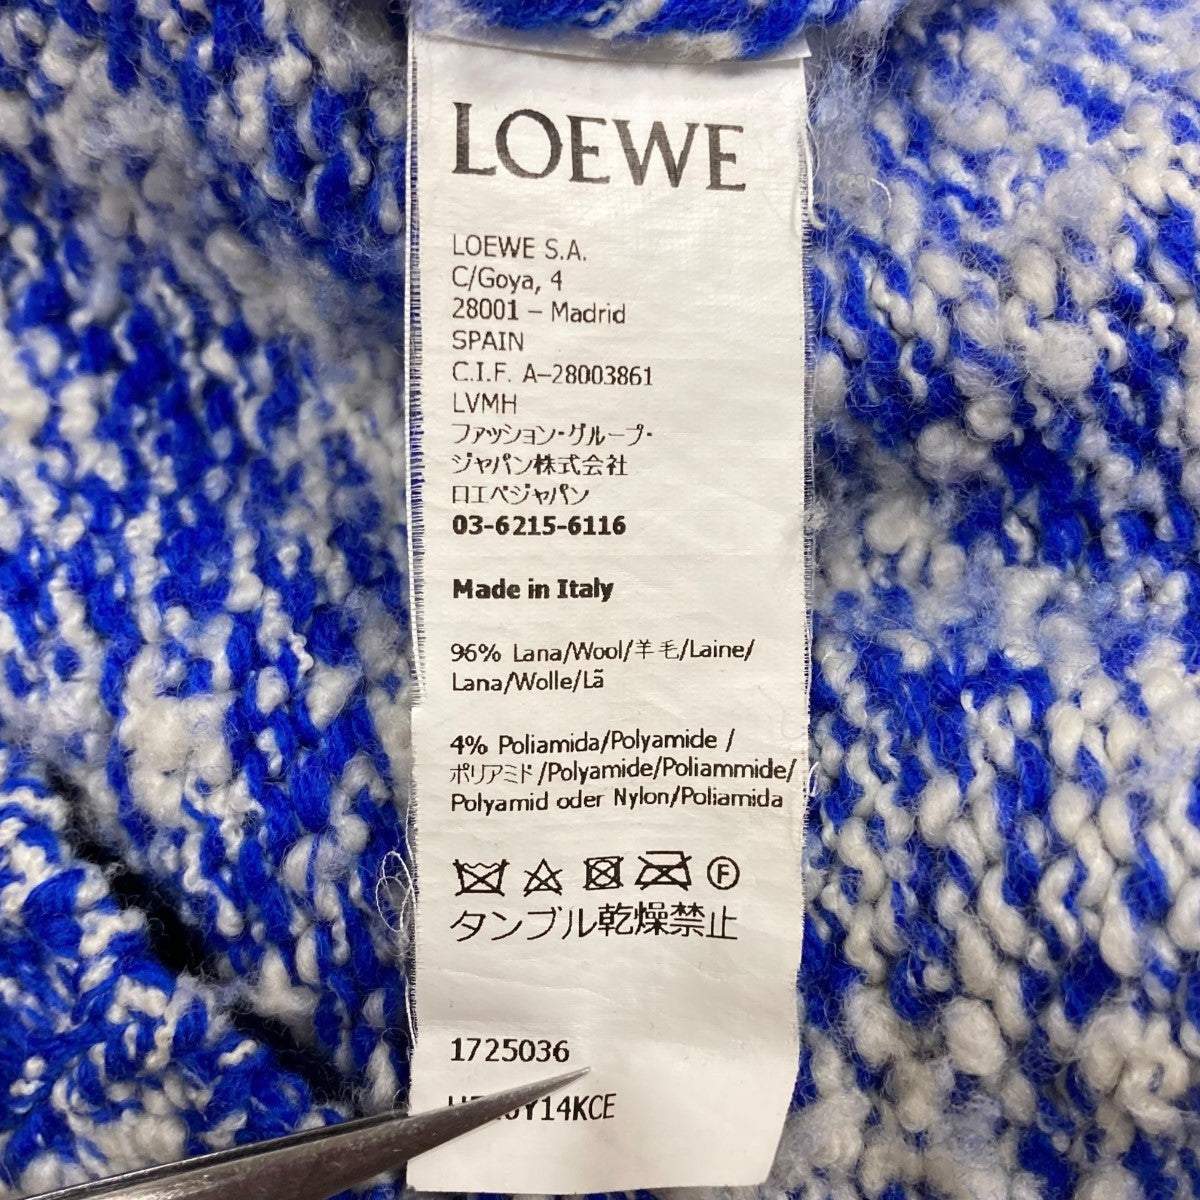 LOEWE
LOEWE S.A.
C/Goya, 4
28001 – Madrid
SPAIN
C.I.F. A–28003861
LVMH
ファッション・グループ・
ジャパン株式会社
ロエベジャパン
03-6215-6116
Made in Italy
96% Lana/Wool/羊毛/Laine/
Lana/Wolle/Lã
4% Poliamida/Polyamide /
ポリアミド/Polyamide/Poliammide/
Polyamid oder Nylon/Poliamida
F
タンブル乾燥禁止
1725036